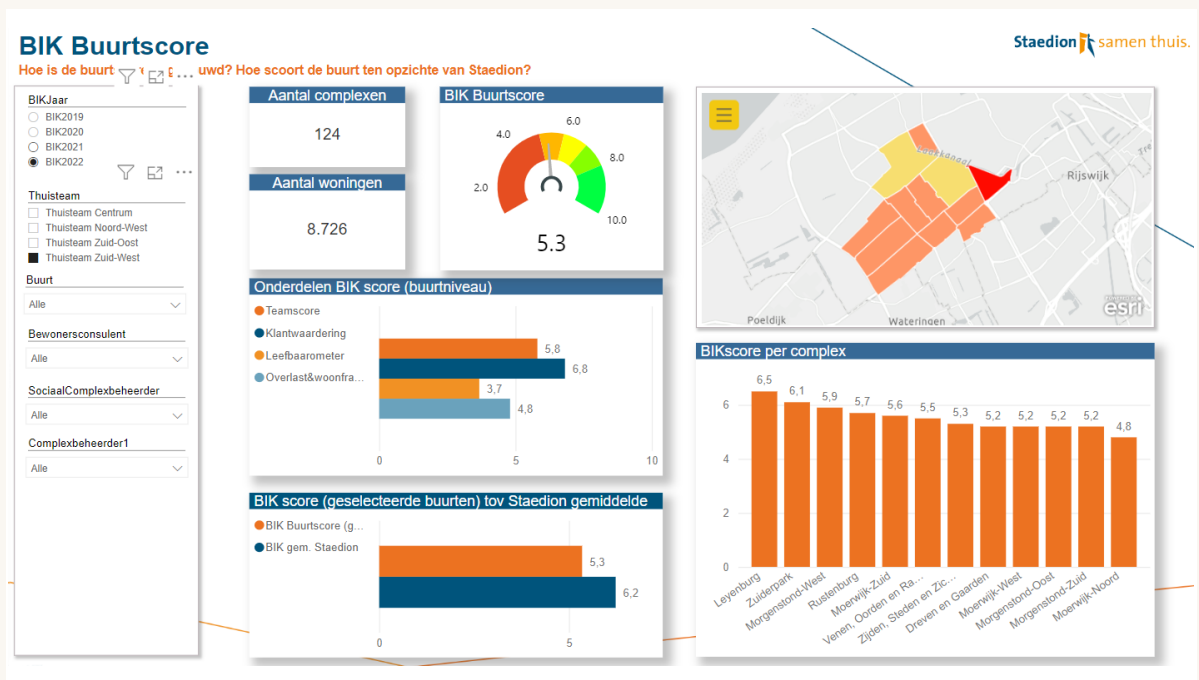 BIK Buurtscore
Staedion samen thuis.
Hoe is de buurt uwd? Hoe scoort de buurt ten opzichte van Staedion?
BIKJaar
BIK2019
BIK2020
BIK2021
BIK2022
Thuisteam
Thuisteam Centrum
Thuisteam Noord-West
Thuisteam Zuid-Oost
Thuisteam Zuid-West
Buurt
Alle
Bewonersconsulent
Alle
SociaalComplexbeheerder
Alle
Complexbeheerder1
Alle
Aantal complexen
124
Aantal woningen
8.726
BIK Buurtscore
2.0
4.0
6.0
8.0
10.0
5.3
Onderdelen BIK score (buurtniveau)
Teamscore
Klantwaardering
Leefbaarometer
Overlast&woonfra...
5,8
6,8
3,7
4,8
0 5 10
BIK score (geselecteerde buurten) tov Staedion gemiddelde
BIK Buurtscore (g...
BIK gem. Staedion
5,3
6,2
0 5
Laakkanaal
Rijswijk
Poeldijk
Wateringen
esri
BIKscore per complex
6,5 6,1 5,9 5,7 5,6 5,5 5,3 5,2 5,2 5,2 5,2 4,8
6
4
2
0
Leyenburg
Zuiderpark
Morgenstond-West
Rustenburg
Moerwijk-Zuid
Venen, Oorden en Ra...
Zijden, Steden en Zic...
Dreven en Gaarden
Moerwijk-West
Morgenstond-Oost
Morgenstond-Zuid
Moerwijk-Noord